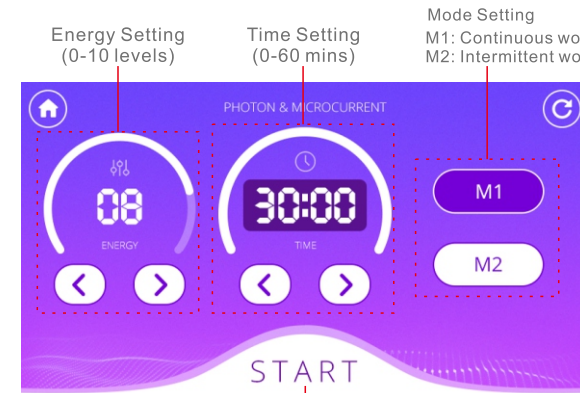 Mode Setting
Energy Setting
(0-10 levels)
Time Setting
(0-60 mins)
M1: Continuous wo
M2: Intermittent wo
PHOTON & MICROCURRENT
08
ENERGY
30:00
TIME
M1
M2
START